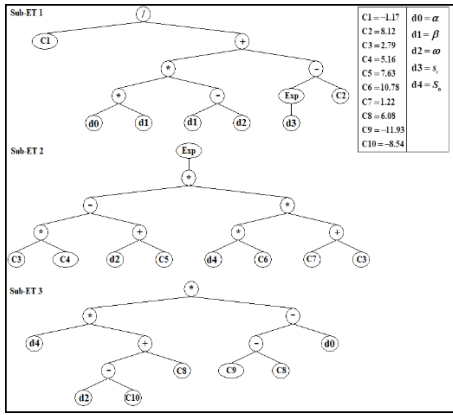 Sub-ET 1
/
C1 +
* -
* - Exp C2
d0 d1 d1 d2 d3
C1 = -1.17
C2 = 8.12
C3 = 2.79
C4 = 5.16
C5 = 7.63
C6 = 10.78
C7 = 1.22
C8 = 6.08
C9 = -11.93
C10 = -8.54
d0 = α
d1 = β
d2 = ω
d3 = s
d4 = S
Sub-ET 2
Exp
*
- *
* + * +
C3 C4 d2 C5 d4 C6 C7 C3
Sub-ET 3
*
* -
d4 + - d0
- C8 C9 C8
d2 C10